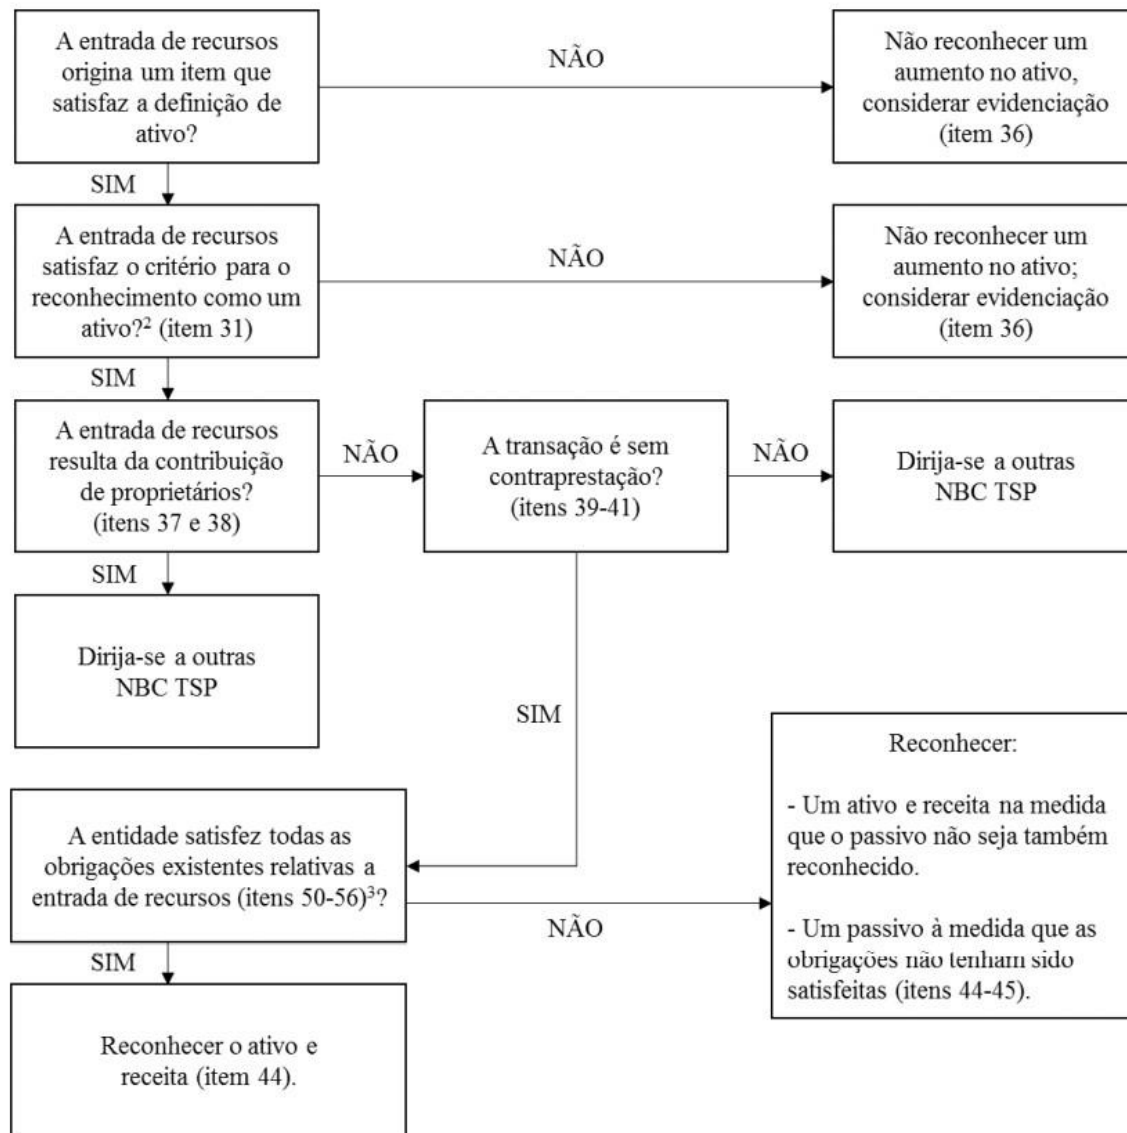 A entrada de recursos
origina um item que
satisfaz a definição de
ativo?
NÃO
Não reconhecer um
aumento no ativo,
considerar evidenciação
(item 36)
SIM
A entrada de recursos
satisfaz o critério para o
reconhecimento como um
ativo?² (item 31)
NÃO
Não reconhecer um
aumento no ativo;
considerar evidenciação
(item 36)
SIM
A entrada de recursos
resulta da contribuição
de proprietários?
(itens 37 e 38)
NÃO
A transação é sem
contraprestação?
(itens 39-41)
NÃO
Dirija-se a outras
NBC TSP
SIM
Dirija-se a outras
NBC TSP
SIM
A entidade satisfez todas as
obrigações existentes relativas a
entrada de recursos (itens 50-56)³?
NÃO
Reconhecer:
- Um ativo e receita na medida
que o passivo não seja também
reconhecido.
- Um passivo à medida que as
obrigações não tenham sido
satisfeitas (itens 44-45).
SIM
Reconhecer o ativo e
receita (item 44).